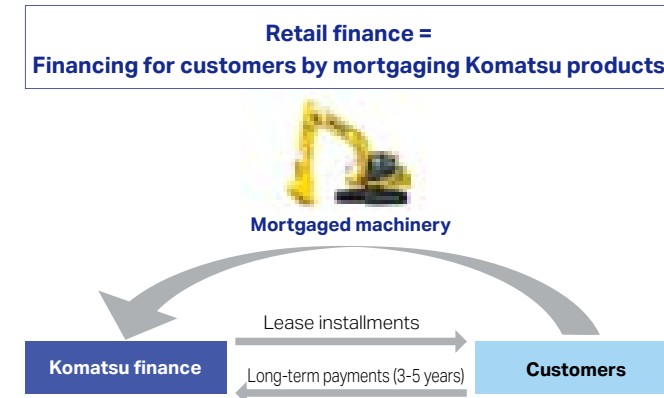 Retail finance =
Financing for customers by mortgaging Komatsu products
Mortgaged machinery
Lease installments
Komatsu finance
Customers
Long-term payments (3-5 years)